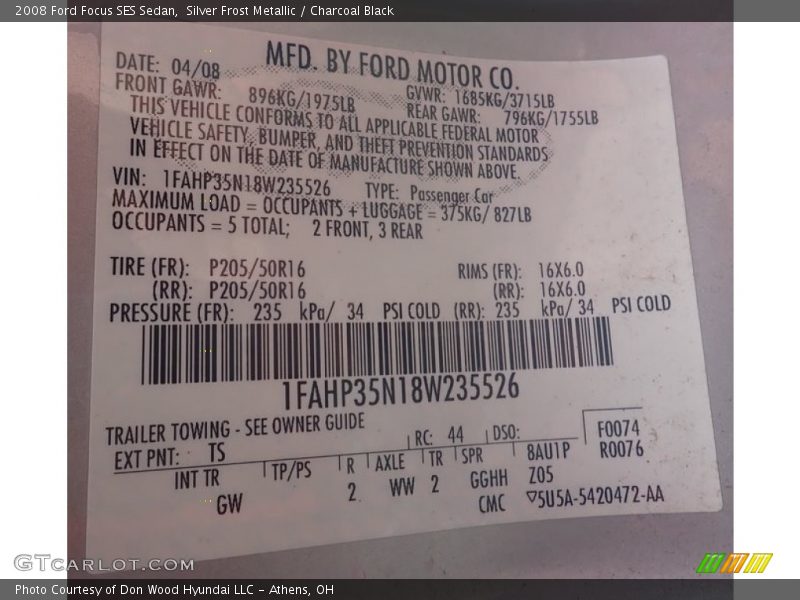 2008 Ford Focus SES Sedan,  Silver Frost Metallic / Charcoal Black
MFD. BY FORD MOTOR CO.
DATE: 04/08 GVWR: 1685KG/3715LB
FRONT GAWR: 896KG/1975LB REAR GAWR: 796KG/1755LB
THIS VEHICLE CONFORMS TO ALL APPLICABLE FEDERAL MOTOR
VEHICLE SAFETY, BUMPER, AND THEFT PREVENTION STANDARDS
IN EFFECT ON THE DATE OF MANUFACTURE SHOWN ABOVE.
VIN: 1FAHP35N18W235526 TYPE: Passenger Car
MAXIMUM LOAD = OCCUPANTS + LUGGAGE = 375KG/ 827LB
OCCUPANTS = 5 TOTAL; 2 FRONT, 3 REAR
TIRE (FR): P205/50R16 RIMS (FR): 16X6.0
(RR): P205/50R16 (RR): 16X6.0
PRESSURE (FR): 235 kPa/ 34 PSI COLD (RR): 235 kPa/ 34 PSI COLD
1FAHP35N18W235526
TRAILER TOWING - SEE OWNER GUIDE
EXT PNT: TS RC: 44 DSO: F0074
INT TR TP/PS R AXLE TR SPR 8AU1P R0076
GW 2 WW 2 GGHH Z05
CMC ▽5U5A-5420472-AA
GTCARLOT.COM
Photo Courtesy of Don Wood Hyundai LLC - Athens, OH